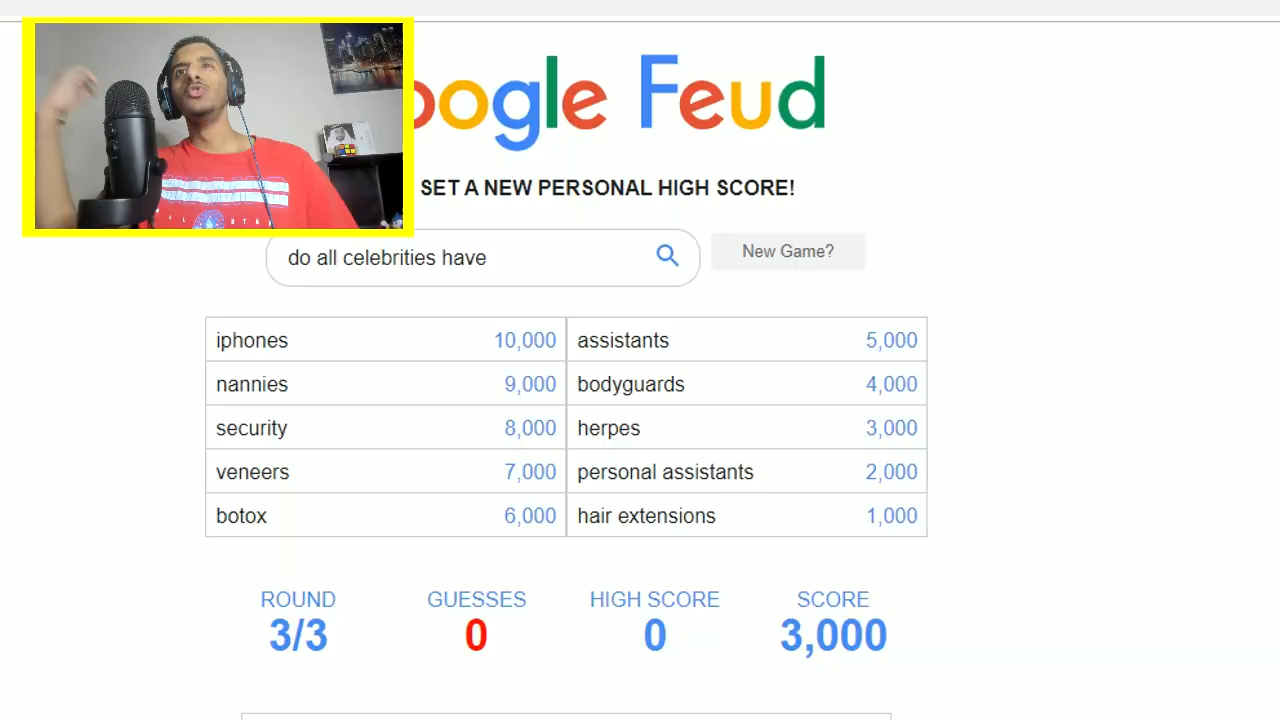 oogle Feud
SET A NEW PERSONAL HIGH SCORE!
do all celebrities have
New Game?
iphones 10,000 assistants 5,000
nannies 9,000 bodyguards 4,000
security 8,000 herpes 3,000
veneers 7,000 personal assistants 2,000
botox 6,000 hair extensions 1,000
ROUND GUESSES HIGH SCORE SCORE
3/3 0 0 3,000